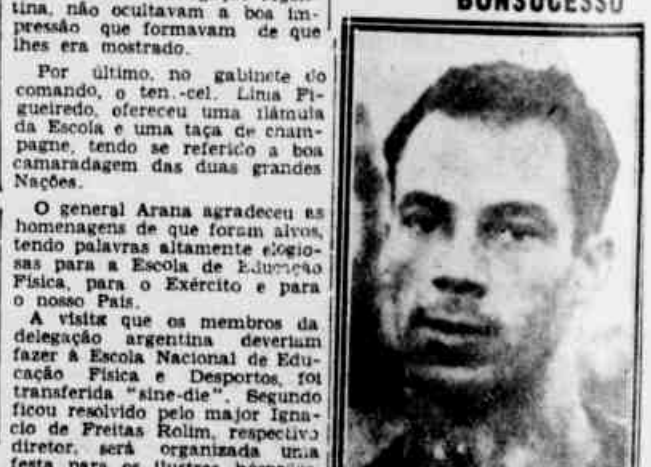 tina, não ocultavam a boa im-
pressão que formavam de que
lhes era mostrado.
Por último, no gabinete do
comando, o ten.-cel. Lima Fi-
gueiredo, ofereceu uma flâmula
da Escola e uma taça de cham-
pagne, tendo se referido a boa
camaradagem das duas grandes
Nações.
O general Arana agradeceu as
homenagens de que foram alvos,
tendo palavras altamente elogio-
sas para a Escola de Educação
Física, para o Exército e para
o nosso País.
A visita que os membros da
delegação argentina deveriam
fazer à Escola Nacional de Edu-
cação Física e Desportos, foi
transferida "sine-die". Segundo
ficou resolvido pelo major Igna-
cio de Freitas Rolim, respectivo
diretor, será organizada uma
festa para os ilustres
BONSUCESSO